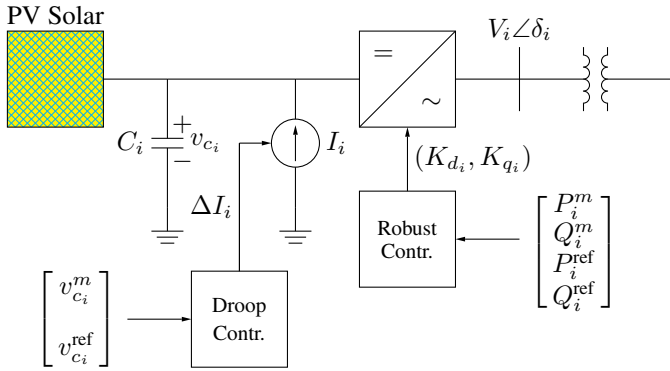 PV Solar
V_i∠δ_i
=
∼
C_i
+
−
v_{c_i}
I_i
(K_{d_i}, K_{q_i})
ΔI_i
Robust
Contr.
P_i^m
Q_i^m
P_i^{ref}
Q_i^{ref}
v_{c_i}^m
v_{c_i}^{ref}
Droop
Contr.